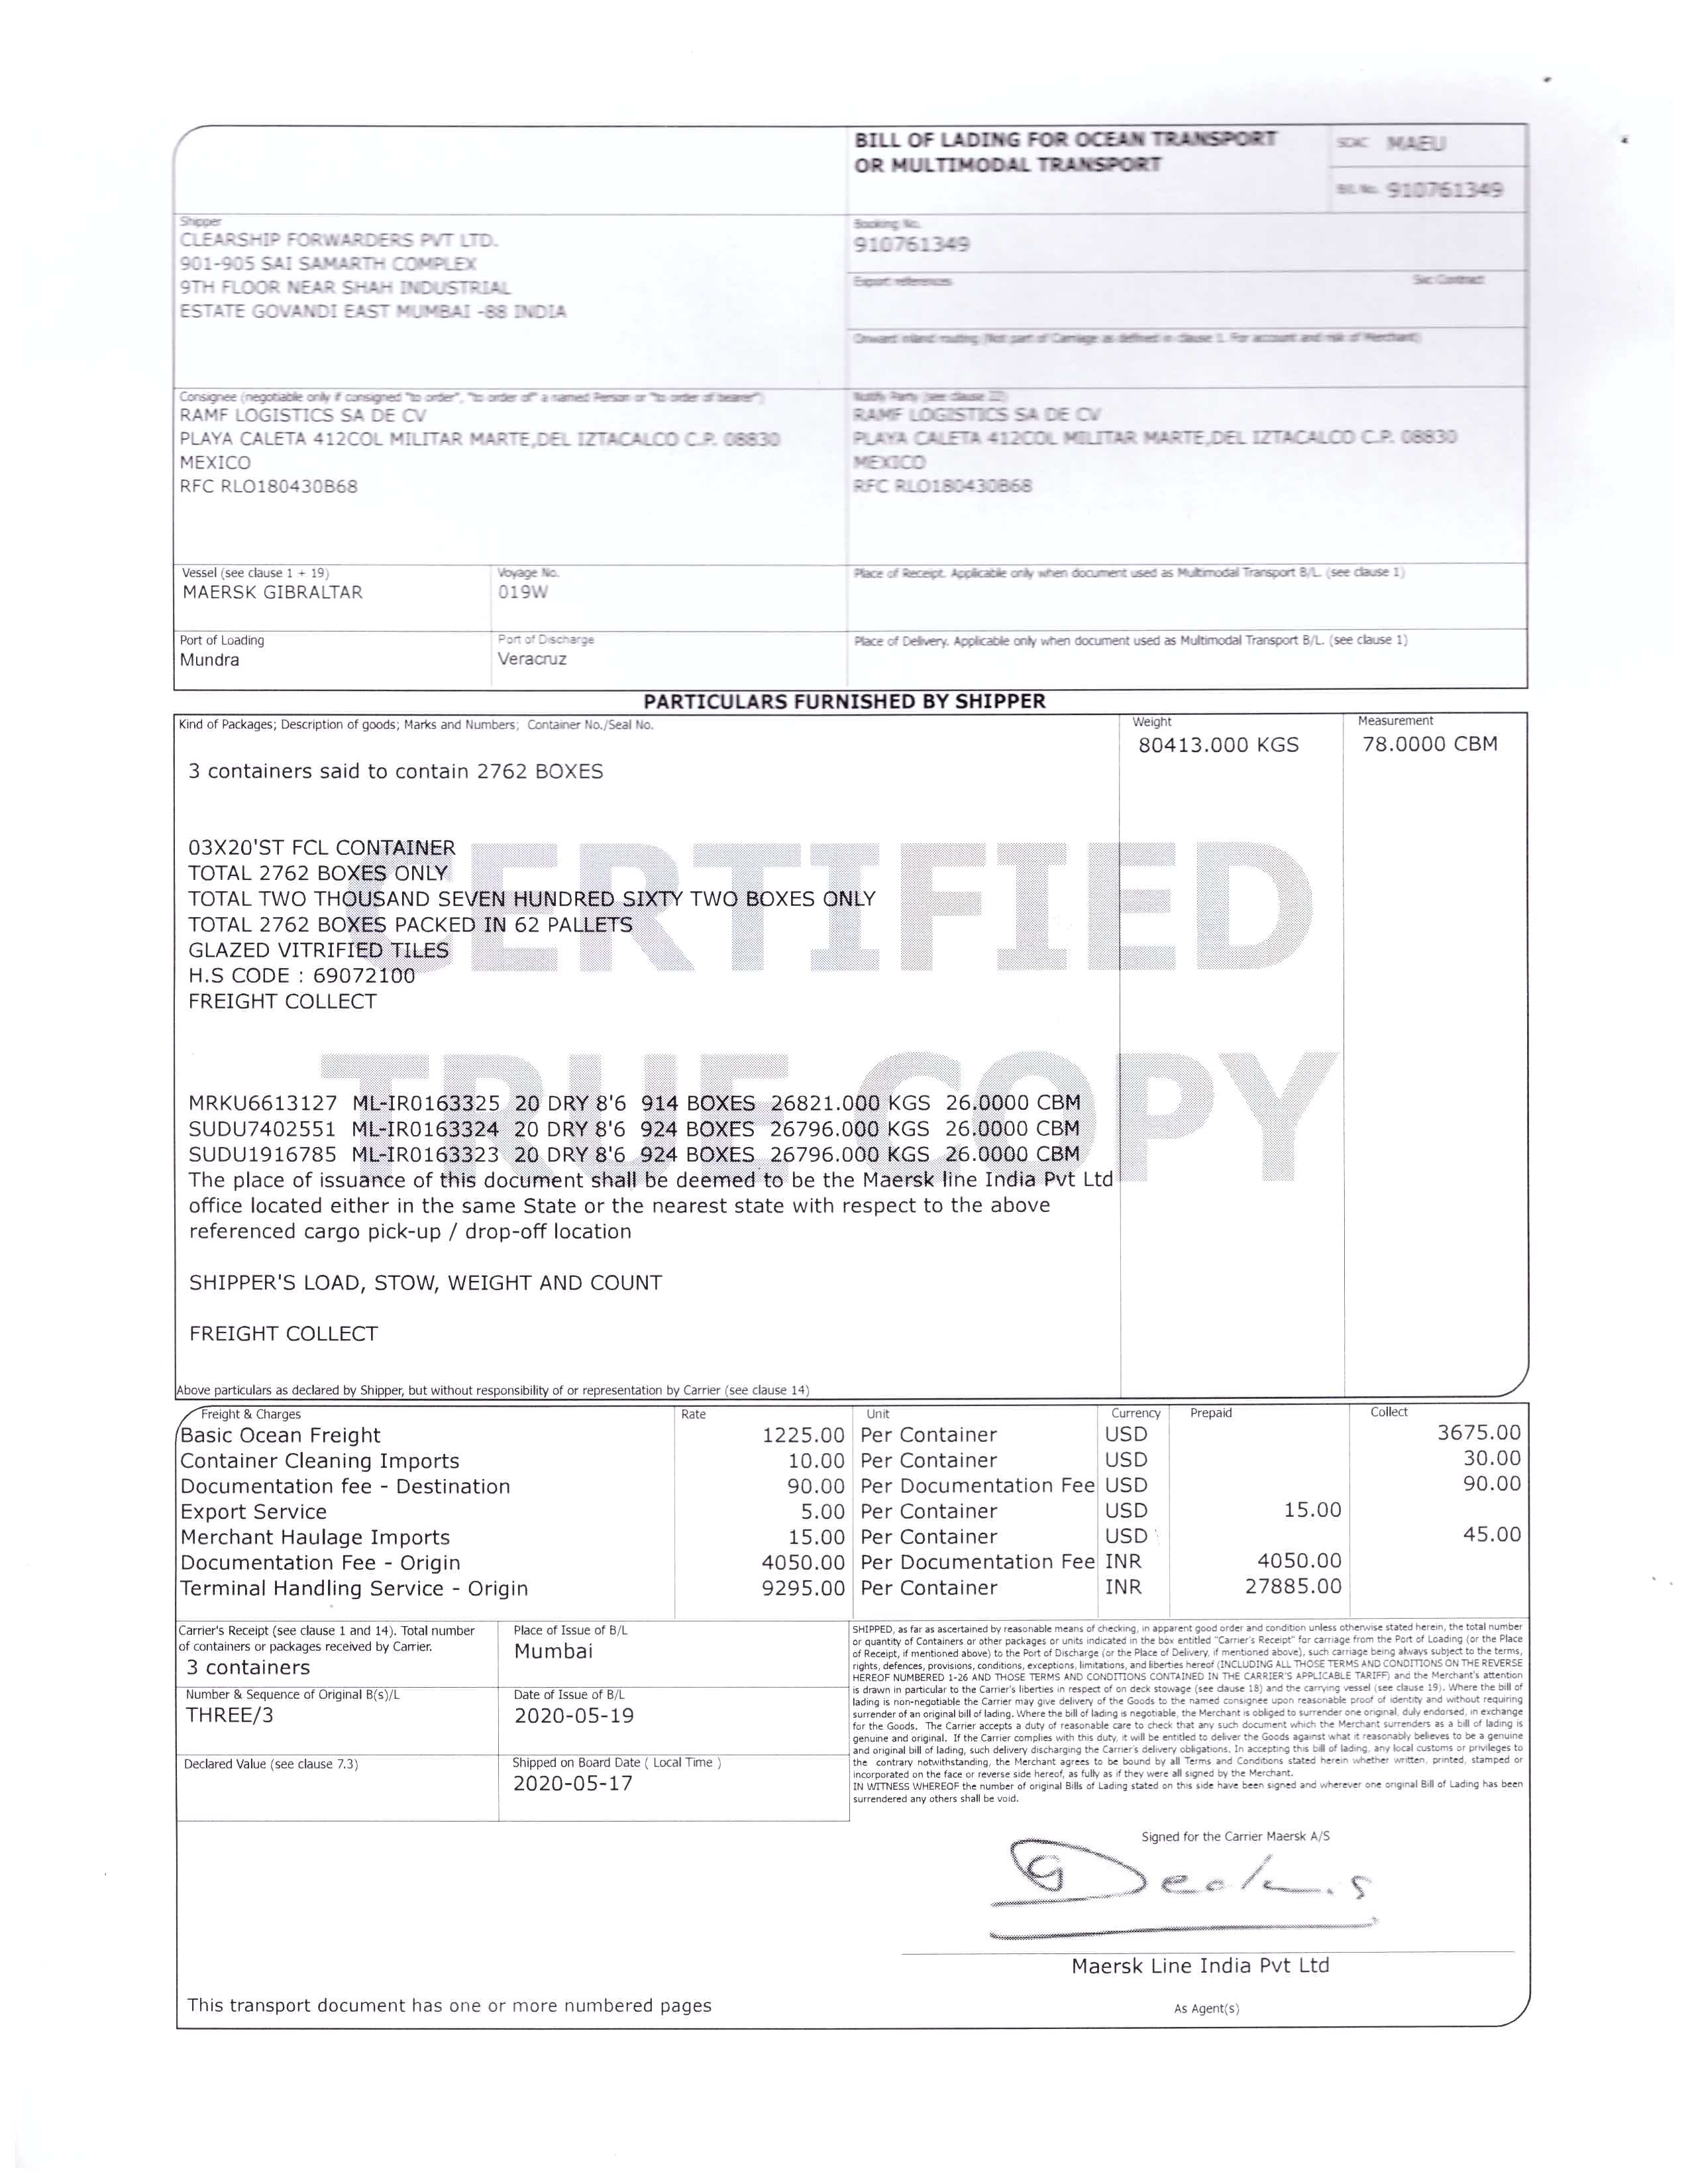 BILL OF LADING FOR OCEAN TRANSPORT
OR MULTIMODAL TRANSPORT
SCAC MAEU
B/L No. 910761349
Shipper
CLEARSHIP FORWARDERS PVT LTD.
901-905 SAI SAMARTH COMPLEX
9TH FLOOR NEAR SHAH INDUSTRIAL
ESTATE GOVANDI EAST MUMBAI -88 INDIA
Booking No.
910761349
Export references
Svc Contract
Onward inland routing (Not part of Carriage as defined in clause 1. For account and risk of Merchant)
Consignee (negotiable only if consigned "to order", "to order of" a named Person or "to order of bearer")
RAMF LOGISTICS SA DE CV
PLAYA CALETA 412COL MILITAR MARTE,DEL IZTACALCO C.P. 08830
MEXICO
RFC RLO180430B68
Notify Party (see clause 22)
RAMF LOGISTICS SA DE CV
PLAYA CALETA 412COL MILITAR MARTE,DEL IZTACALCO C.P. 08830
MEXICO
RFC RLO180430B68
Vessel (see clause 1 + 19)
MAERSK GIBRALTAR
Voyage No.
019W
Place of Receipt. Applicable only when document used as Multimodal Transport B/L. (see clause 1)
Port of Loading
Mundra
Port of Discharge
Veracruz
Place of Delivery. Applicable only when document used as Multimodal Transport B/L. (see clause 1)
PARTICULARS FURNISHED BY SHIPPER
Kind of Packages; Description of goods; Marks and Numbers; Container No./Seal No.
Weight
80413.000 KGS
Measurement
78.0000 CBM
3 containers said to contain 2762 BOXES
03X20'ST FCL CONTAINER
TOTAL 2762 BOXES ONLY
TOTAL TWO THOUSAND SEVEN HUNDRED SIXTY TWO BOXES ONLY
TOTAL 2762 BOXES PACKED IN 62 PALLETS
GLAZED VITRIFIED TILES
H.S CODE : 69072100
FREIGHT COLLECT
CERTIFIED
TRUE COPY
MRKU6613127 ML-IR0163325 20 DRY 8'6 914 BOXES 26821.000 KGS 26.0000 CBM
SUDU7402551 ML-IR0163324 20 DRY 8'6 924 BOXES 26796.000 KGS 26.0000 CBM
SUDU1916785 ML-IR0163323 20 DRY 8'6 924 BOXES 26796.000 KGS 26.0000 CBM
The place of issuance of this document shall be deemed to be the Maersk line India Pvt Ltd
office located either in the same State or the nearest state with respect to the above
referenced cargo pick-up / drop-off location
SHIPPER'S LOAD, STOW, WEIGHT AND COUNT
FREIGHT COLLECT
Above particulars as declared by Shipper, but without responsibility of or representation by Carrier (see clause 14)
Freight & Charges Rate Unit Currency Prepaid Collect
Basic Ocean Freight 1225.00 Per Container USD 3675.00
Container Cleaning Imports 10.00 Per Container USD 30.00
Documentation fee - Destination 90.00 Per Documentation Fee USD 90.00
Export Service 5.00 Per Container USD 15.00
Merchant Haulage Imports 15.00 Per Container USD 45.00
Documentation Fee - Origin 4050.00 Per Documentation Fee INR 4050.00
Terminal Handling Service - Origin 9295.00 Per Container INR 27885.00
Carrier's Receipt (see clause 1 and 14). Total number
of containers or packages received by Carrier.
3 containers
Place of Issue of B/L
Mumbai
Number & Sequence of Original B(s)/L
THREE/3
Date of Issue of B/L
2020-05-19
Declared Value (see clause 7.3)
Shipped on Board Date ( Local Time )
2020-05-17
SHIPPED, as far as ascertained by reasonable means of checking, in apparent good order and condition unless otherwise stated herein, the total number
or quantity of Containers or other packages or units indicated in the box entitled "Carrier's Receipt" for carriage from the Port of Loading (or the Place
of Receipt, if mentioned above) to the Port of Discharge (or the Place of Delivery, if mentioned above), such carriage being always subject to the terms,
rights, defences, provisions, conditions, exceptions, limitations, and liberties hereof (INCLUDING ALL THOSE TERMS AND CONDITIONS ON THE REVERSE
HEREOF NUMBERED 1-26 AND THOSE TERMS AND CONDITIONS CONTAINED IN THE CARRIER'S APPLICABLE TARIFF) and the Merchant's attention
is drawn in particular to the Carrier's liberties in respect of on deck stowage (see clause 18) and the carrying vessel (see clause 19). Where the bill of
lading is non-negotiable the Carrier may give delivery of the Goods to the named consignee upon reasonable proof of identity and without requiring
surrender of an original bill of lading. Where the bill of lading is negotiable, the Merchant is obliged to surrender one original, duly endorsed, in exchange
for the Goods. The Carrier accepts a duty of reasonable care to check that any such document which the Merchant surrenders as a bill of lading is
genuine and original. If the Carrier complies with this duty, it will be entitled to deliver the Goods against what it reasonably believes to be a genuine
and original bill of lading, such delivery discharging the Carrier's delivery obligations. In accepting this bill of lading, any local customs or privileges to
the contrary notwithstanding, the Merchant agrees to be bound by all Terms and Conditions stated herein whether written, printed, stamped or
incorporated on the face or reverse side hereof, as fully as if they were all signed by the Merchant.
IN WITNESS WHEREOF the number of original Bills of Lading stated on this side have been signed and wherever one original Bill of Lading has been
surrendered any others shall be void.
Signed for the Carrier Maersk A/S
Maersk Line India Pvt Ltd
This transport document has one or more numbered pages
As Agent(s)